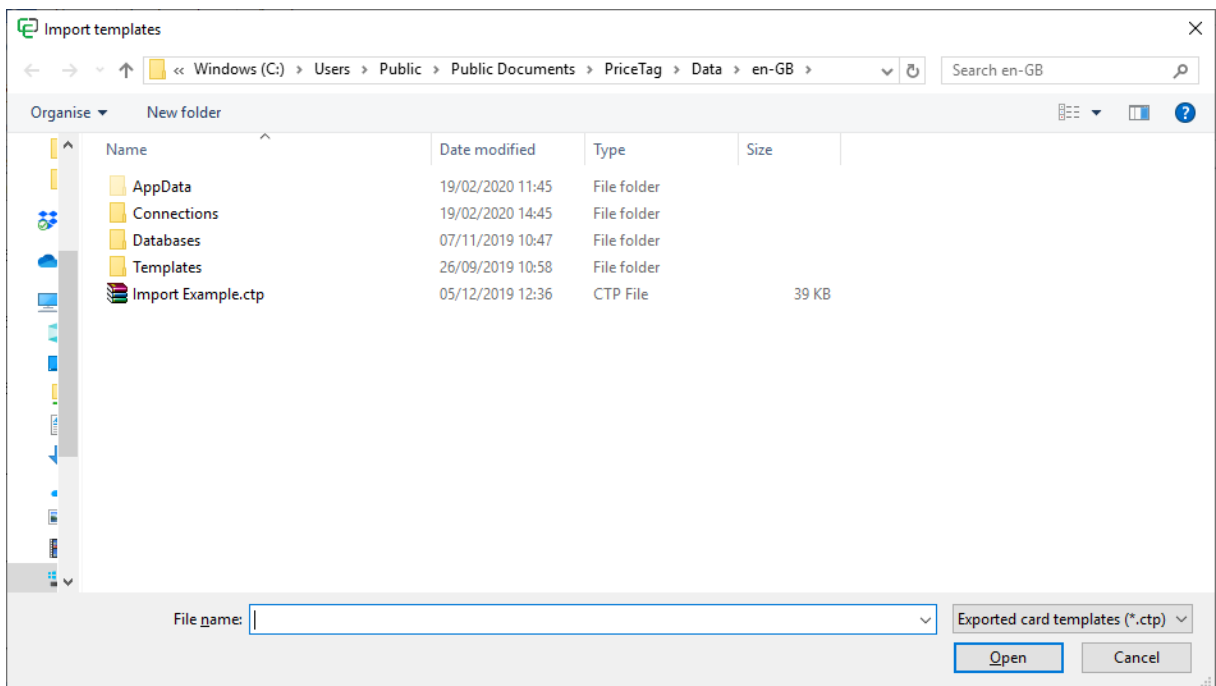 Import templates
« Windows (C:) > Users > Public > Public Documents > PriceTag > Data > en-GB > Search en-GB
Organise New folder
Name Date modified Type Size
AppData 19/02/2020 11:45 File folder
Connections 19/02/2020 14:45 File folder
Databases 07/11/2019 10:47 File folder
Templates 26/09/2019 10:58 File folder
Import Example.ctp 05/12/2019 12:36 CTP File 39 KB
File name: Exported card templates (*.ctp)
Open Cancel